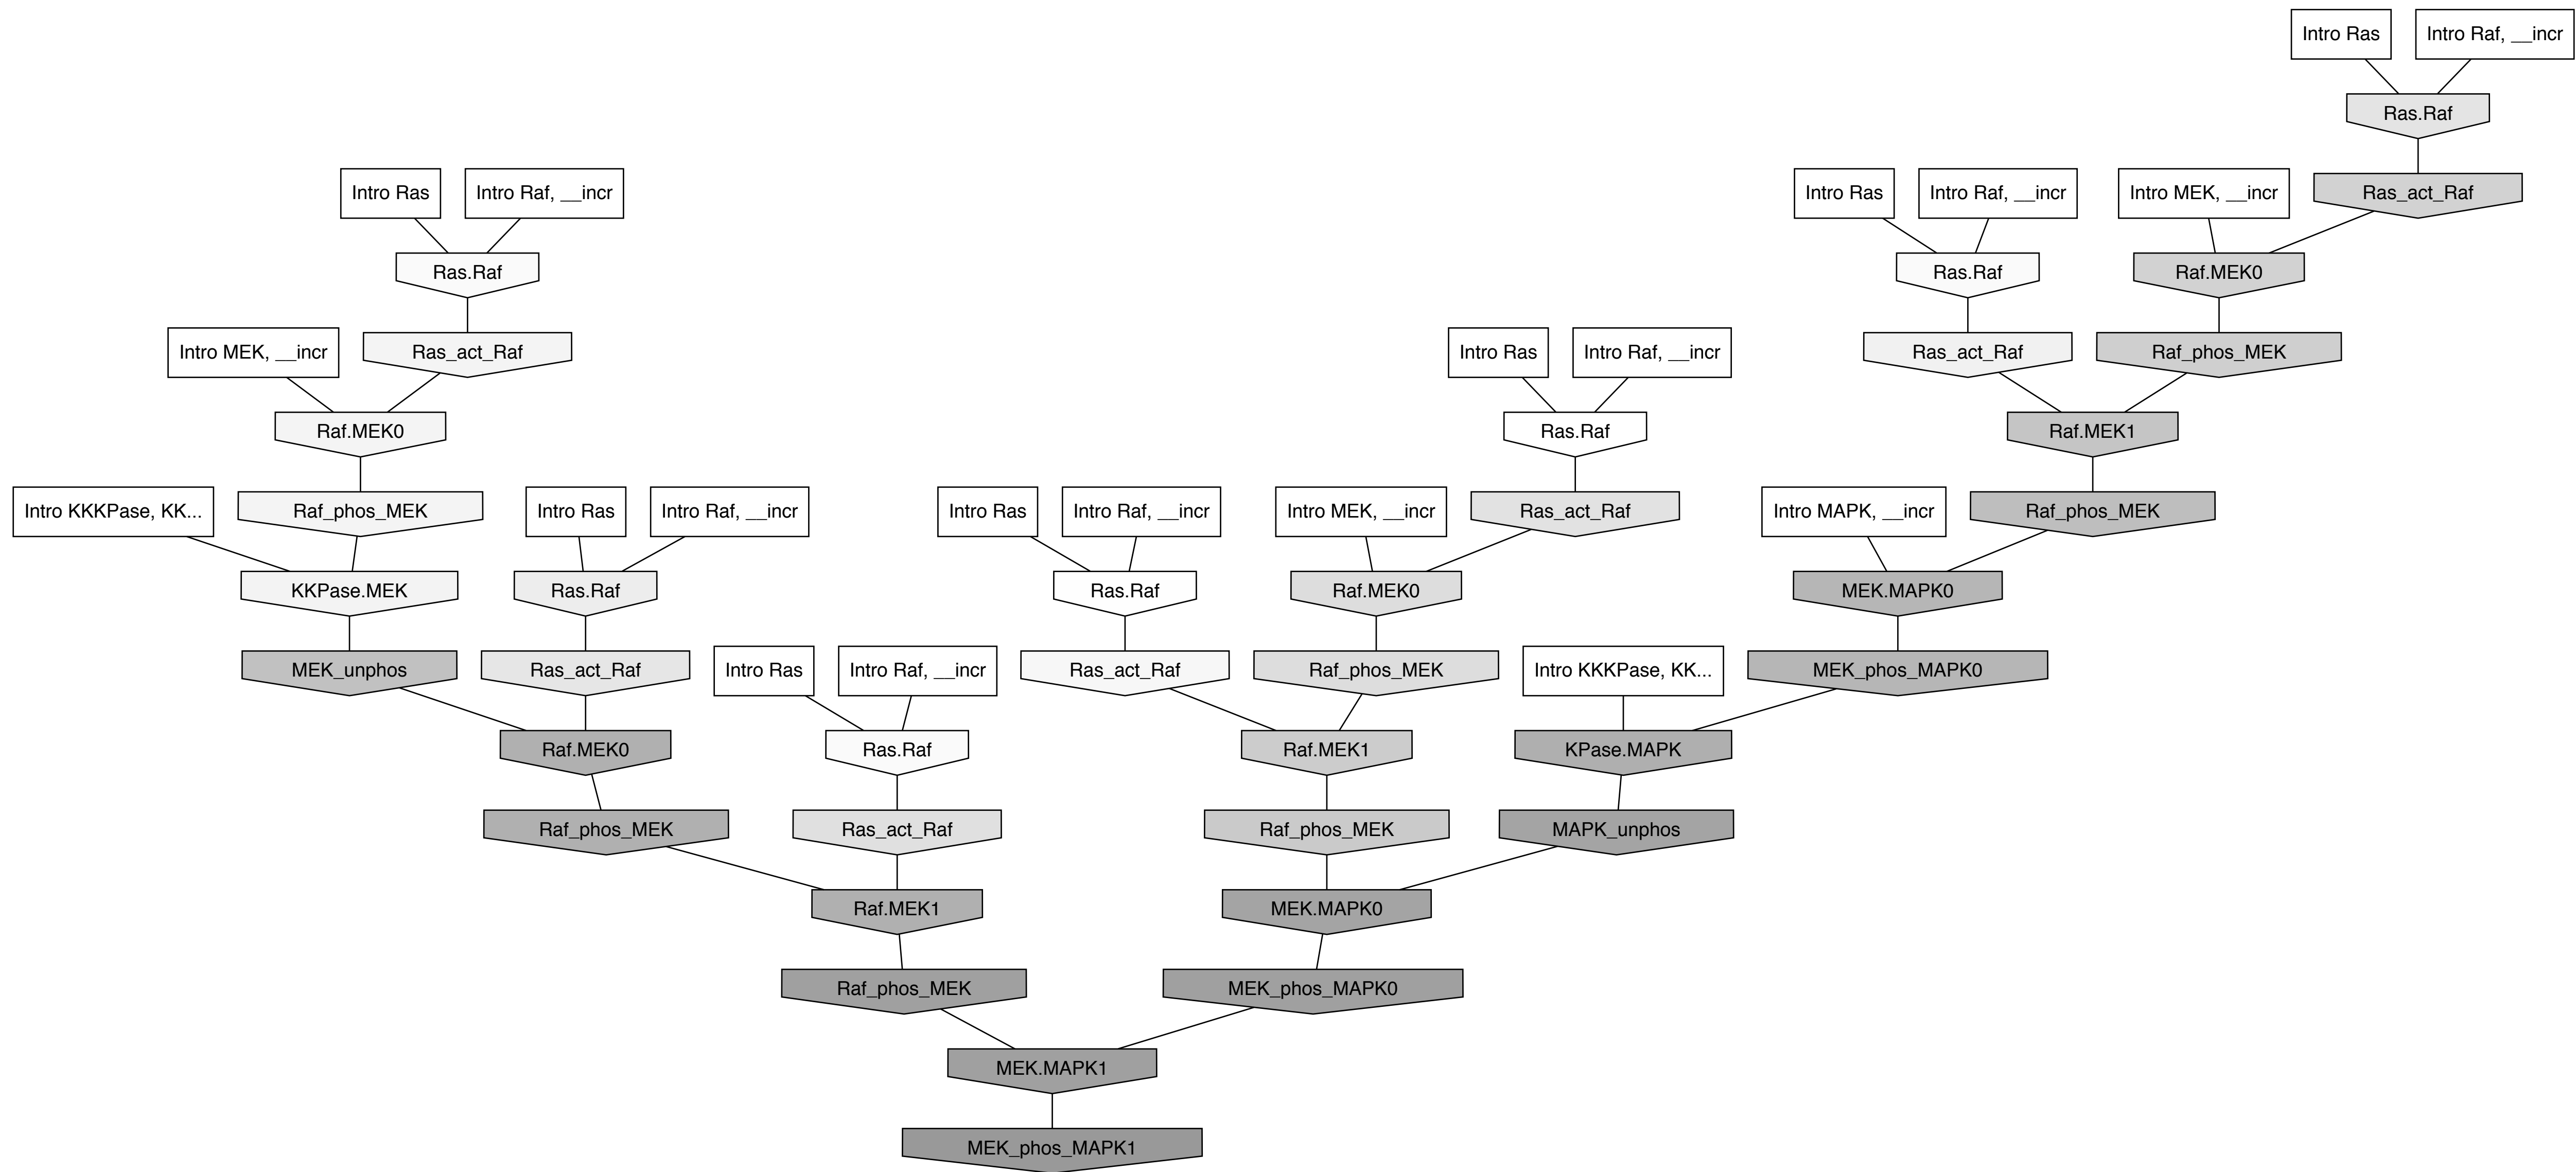 Intro Ras
Intro Raf, __incr
Ras.Raf
Intro Ras
Intro Raf, __incr
Intro Ras
Intro Raf, __incr
Intro MEK, __incr
Ras_act_Raf
Ras.Raf
Ras.Raf
Raf.MEK0
Intro MEK, __incr
Ras_act_Raf
Intro Ras
Intro Raf, __incr
Ras_act_Raf
Raf_phos_MEK
Raf.MEK0
Ras.Raf
Raf.MEK1
Intro KKKPase, KK...
Raf_phos_MEK
Intro Ras
Intro Raf, __incr
Intro Ras
Intro Raf, __incr
Intro MEK, __incr
Ras_act_Raf
Intro MAPK, __incr
Raf_phos_MEK
KKPase.MEK
Ras.Raf
Ras.Raf
Raf.MEK0
MEK.MAPK0
MEK_unphos
Ras_act_Raf
Intro Ras
Intro Raf, __incr
Ras_act_Raf
Raf_phos_MEK
Intro KKKPase, KK...
MEK_phos_MAPK0
Raf.MEK0
Ras.Raf
Raf.MEK1
KPase.MAPK
Raf_phos_MEK
Ras_act_Raf
Raf_phos_MEK
MAPK_unphos
Raf.MEK1
MEK.MAPK0
Raf_phos_MEK
MEK_phos_MAPK0
MEK.MAPK1
MEK_phos_MAPK1